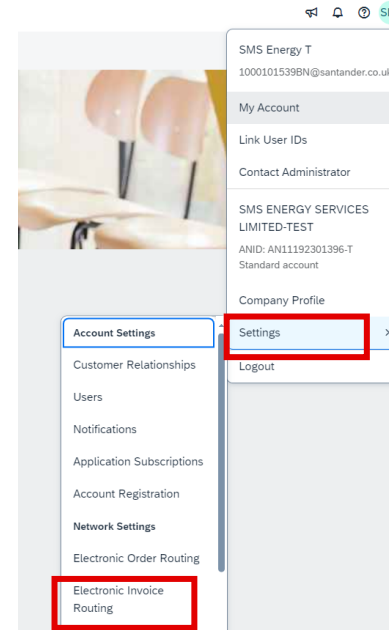 SMS Energy T
1000101539BN@santander.co.uk
My Account
Link User IDs
Contact Administrator
SMS ENERGY SERVICES
LIMITED-TEST
ANID: AN11192301396-T
Standard account
Company Profile
Settings
Logout
Account Settings
Customer Relationships
Users
Notifications
Application Subscriptions
Account Registration
Network Settings
Electronic Order Routing
Electronic Invoice
Routing